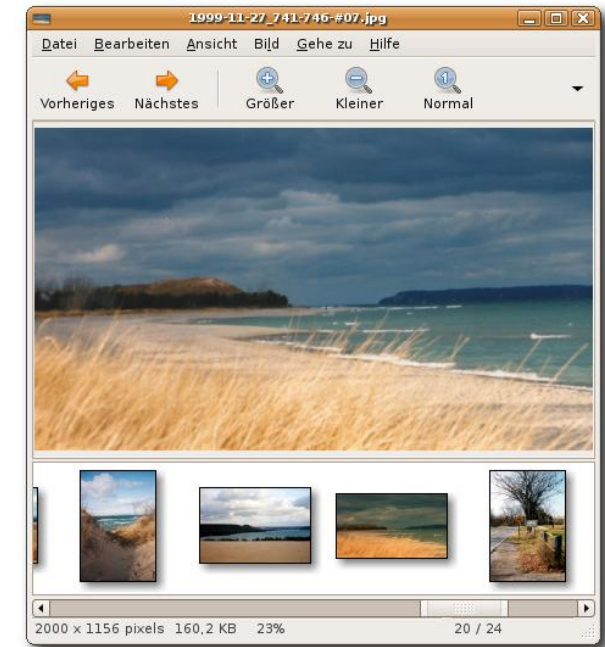 1999-11-27_741-746-#07.jpg
Datei Bearbeiten Ansicht Bild Gehe zu Hilfe
Vorheriges Nächstes Größer Kleiner Normal
2000 x 1156 pixels 160,2 KB 23% 20 / 24